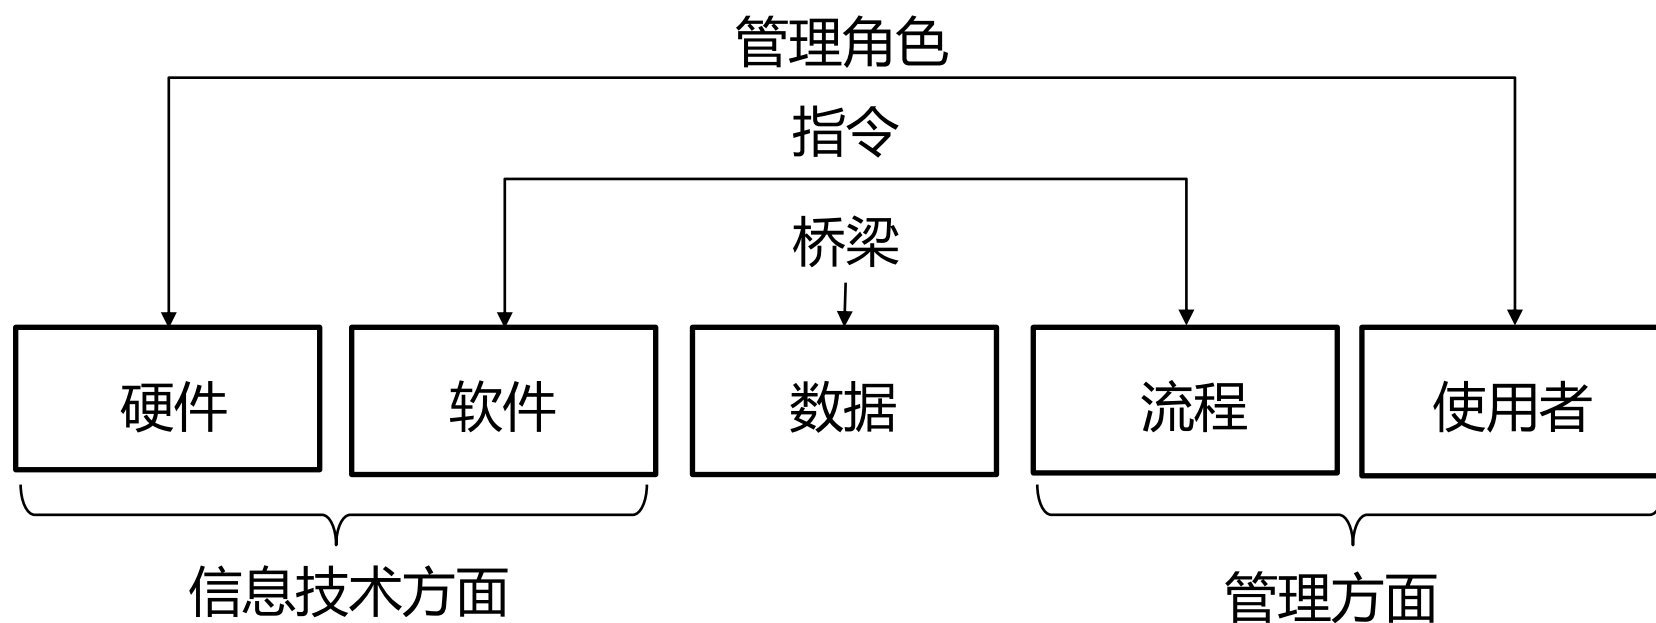 管理角色
指令
桥梁
硬件
软件
数据
流程
使用者
信息技术方面
管理方面